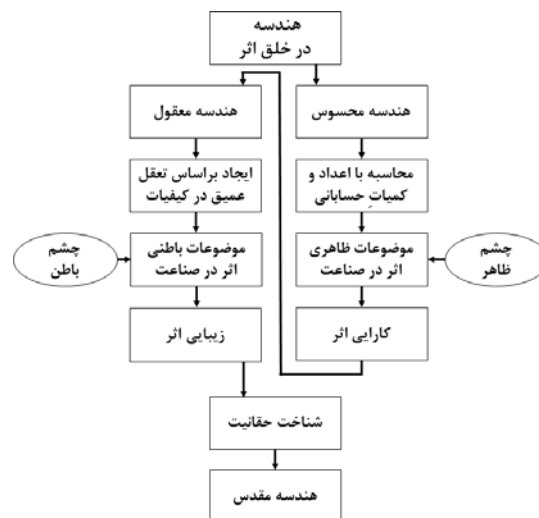 هندسه
در خلق اثر
هندسه محسوس
هندسه معقول
محاسبه با اعداد و
کمیاتِ حسابانی
ایجاد براساس تعقل
عمیق در کیفیات
چشم
ظاهر
موضوعات ظاهری
اثر در صناعت
موضوعات باطنی
اثر در صناعت
چشم
باطن
کارایی اثر
زیبایی اثر
شناخت حقانیت
هندسه مقدس